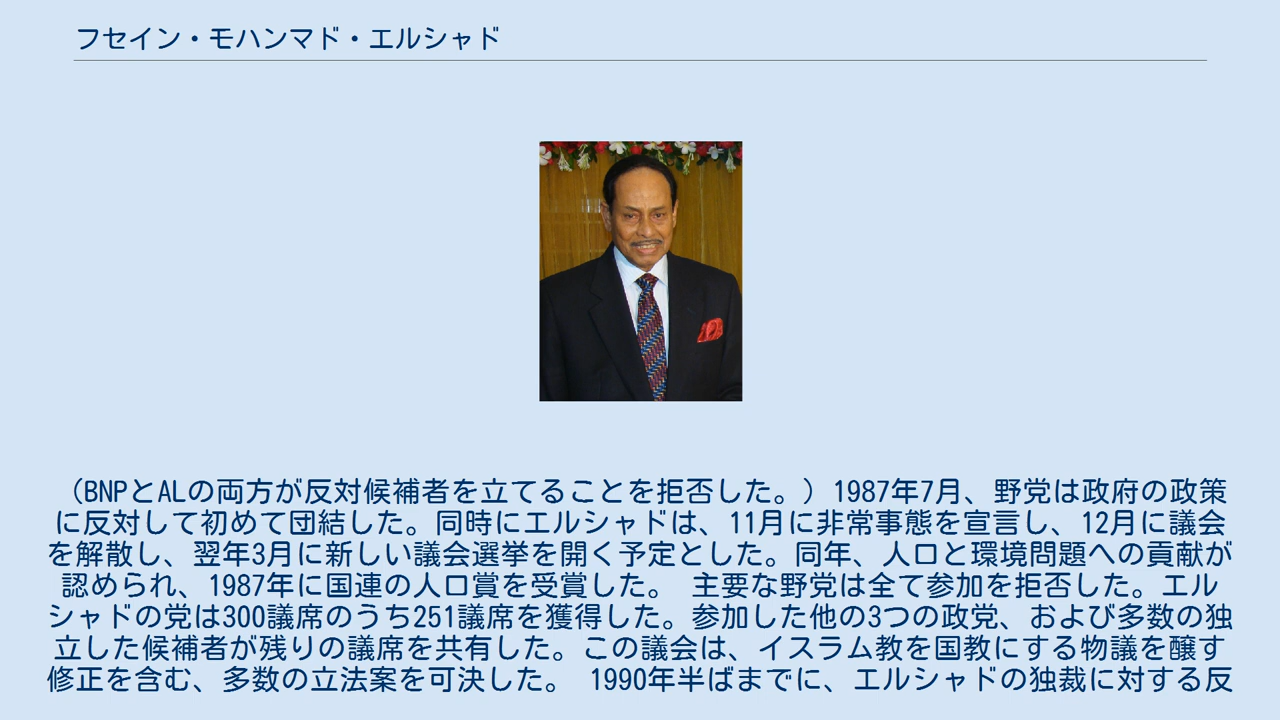 フセイン・モハンマド・エルシャド
（BNPとALの両方が反対候補者を立てることを拒否した。）1987年7月、野党は政府の政策
に反対して初めて団結した。同時にエルシャドは、11月に非常事態を宣言し、12月に議会
を解散し、翌年3月に新しい議会選挙を開く予定とした。同年、人口と環境問題への貢献が
認められ、1987年に国連の人口賞を受賞した。 主要な野党は全て参加を拒否した。エル
シャドの党は300議席のうち251議席を獲得した。参加した他の3つの政党、および多数の独
立した候補者が残りの議席を共有した。この議会は、イスラム教を国教にする物議を醸す
修正を含む、多数の立法案を可決した。 1990年半ばまでに、エルシャドの独裁に対する反